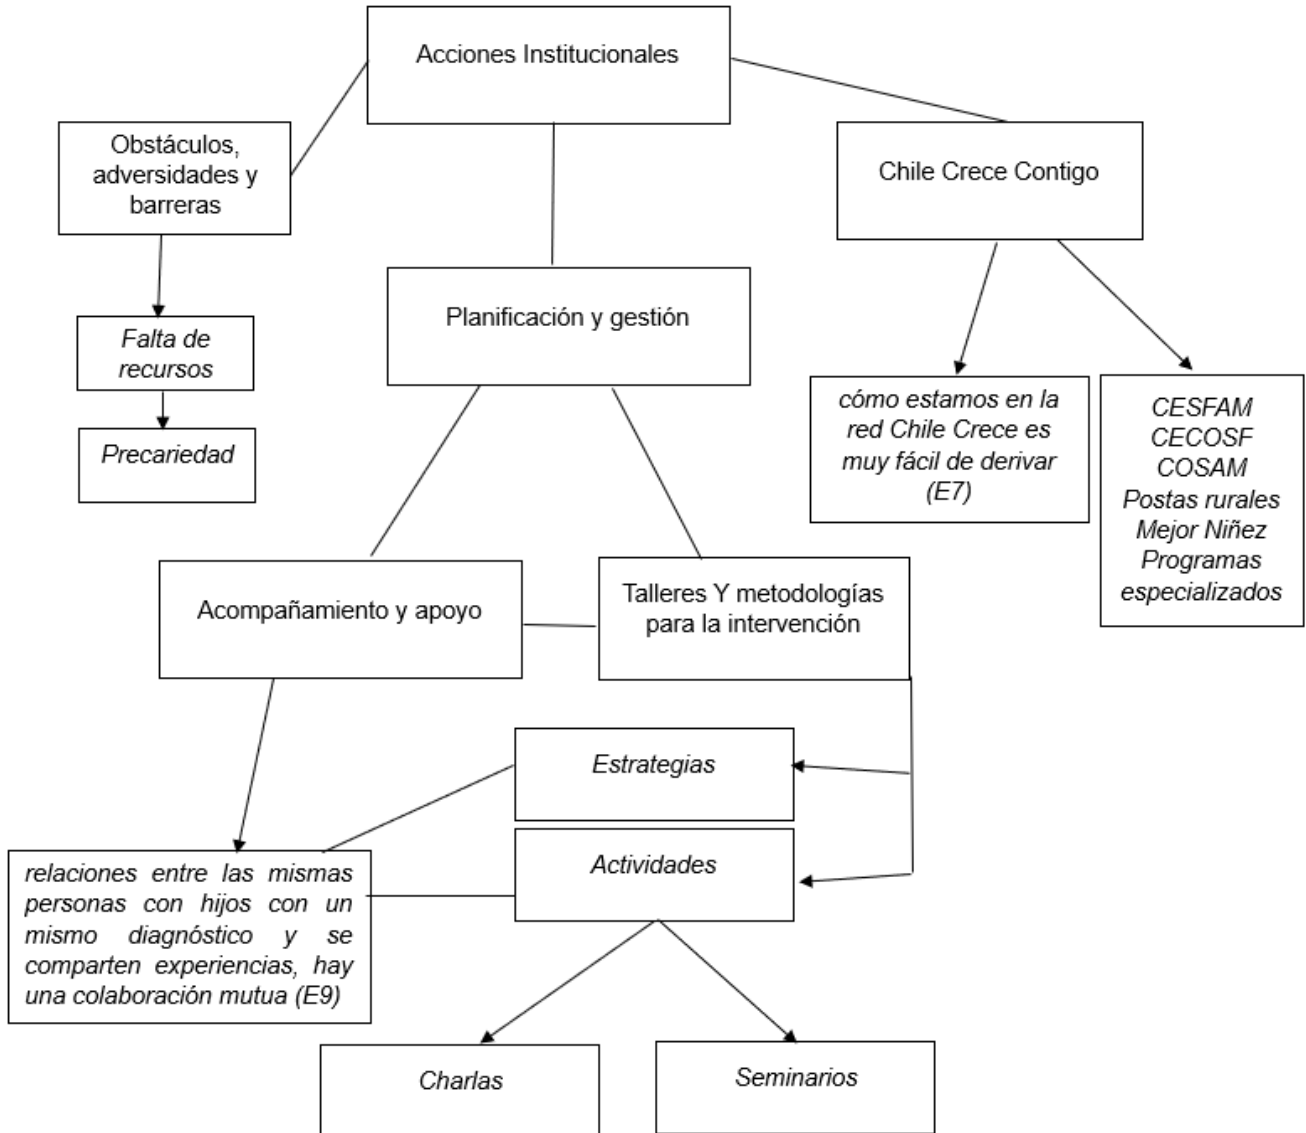 Acciones Institucionales
Obstáculos,
adversidades y
barreras
Chile Crece Contigo
Planificación y gestión
Falta de
recursos
Precariedad
cómo estamos en la
red Chile Crece es
muy fácil de derivar
(E7)
CESFAM
CECOSF
COSAM
Postas rurales
Mejor Niñez
Programas
especializados
Acompañamiento y apoyo
Talleres Y metodologías
para la intervención
Estrategias
Actividades
relaciones entre las mismas
personas con hijos con un
mismo diagnóstico y se
comparten experiencias, hay
una colaboración mutua (E9)
Charlas
Seminarios